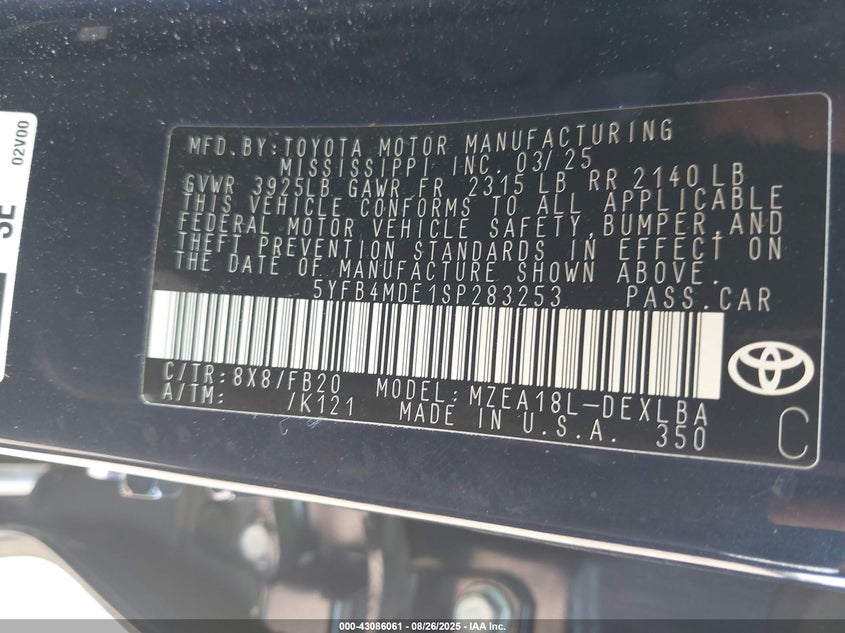 MFD.BY:TOYOTA MOTOR MANUFACTURING
MISSISSIPPI INC. 03/25
GVWR 3925LB GAWR FR 2315 LB RR 2140 LB
THIS VEHICLE CONFORMS TO ALL APPLICABLE
FEDERAL MOTOR VEHICLE SAFETY,BUMPER,AND
THEFT PREVENTION STANDARDS IN EFFECT ON
THE DATE OF MANUFACTURE SHOWN ABOVE.
5YFB4MDE1SP283253 PASS.CAR
C/TR:8X8/FB20 MODEL:MZEA18L-DEXLBA
A/TM: /K121 MADE IN U.S.A. 350
C
02V00
SE
000-43086061 - 08/26/2025 - IAA Inc.